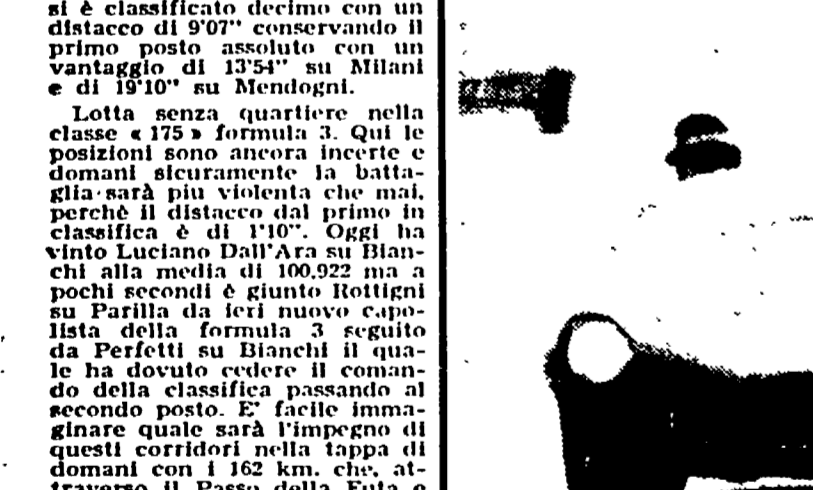 si è classificato decimo con un
distacco di 9'07" conservando il
primo posto assoluto con un
vantaggio di 13'54" su Milani
e di 19'10" su Mendogni.
Lotta senza quartiere nella
classe « 175 » formula 3. Qui le
posizioni sono ancora incerte e
domani sicuramente la batta-
glia sarà piu violenta che mai,
perchè il distacco dal primo in
classifica è di 1'10". Oggi ha
vinto Luciano Dall'Ara su Bian-
chi alla media di 100,922 ma a
pochi secondi è giunto Rottigni
su Parilla da ieri nuovo capo-
lista della formula 3 seguito
da Perfetti su Bianchi il qua-
le ha dovuto cedere il coman-
do della classifica passando al
secondo posto. E' facile imma-
ginare quale sarà l'impegno di
questi corridori nella tappa di
domani con i 162 km. che, at-
traverso il Passo della Futa e